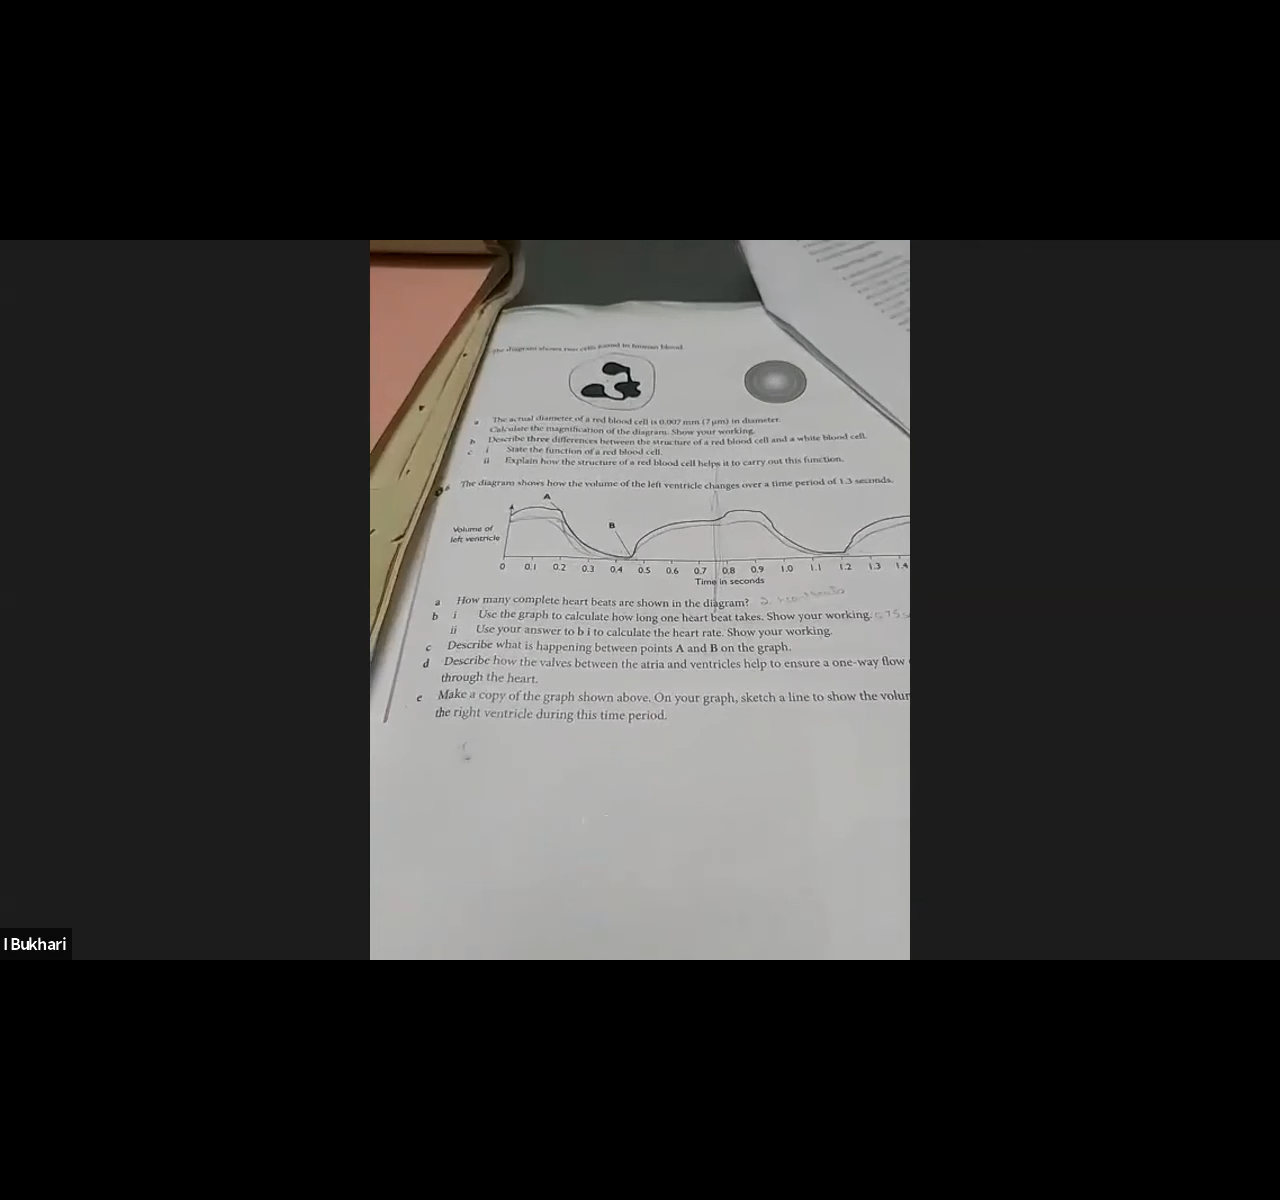 The diagram shows two cells found in human blood.
a The actual diameter of a red blood cell is 0.007 mm (7 μm) in diameter.
Calculate the magnification of the diagram. Show your working.
b Describe three differences between the structure of a red blood cell and a white blood cell.
c i State the function of a red blood cell.
ii Explain how the structure of a red blood cell helps it to carry out this function.
The diagram shows how the volume of the left ventricle changes over a time period of 1.3 seconds.
A
B
Volume of
left ventricle
0 0.1 0.2 0.3 0.4 0.5 0.6 0.7 0.8 0.9 1.0 1.1 1.2 1.3 1.4
Time in seconds
a How many complete heart beats are shown in the diagram? 2
b i Use the graph to calculate how long one heart beat takes. Show your working.
ii Use your answer to b i to calculate the heart rate. Show your working.
c Describe what is happening between points A and B on the graph.
d Describe how the valves between the atria and ventricles help to ensure a one-way flow
through the heart.
e Make a copy of the graph shown above. On your graph, sketch a line to show the volu
the right ventricle during this time period.
I Bukhari